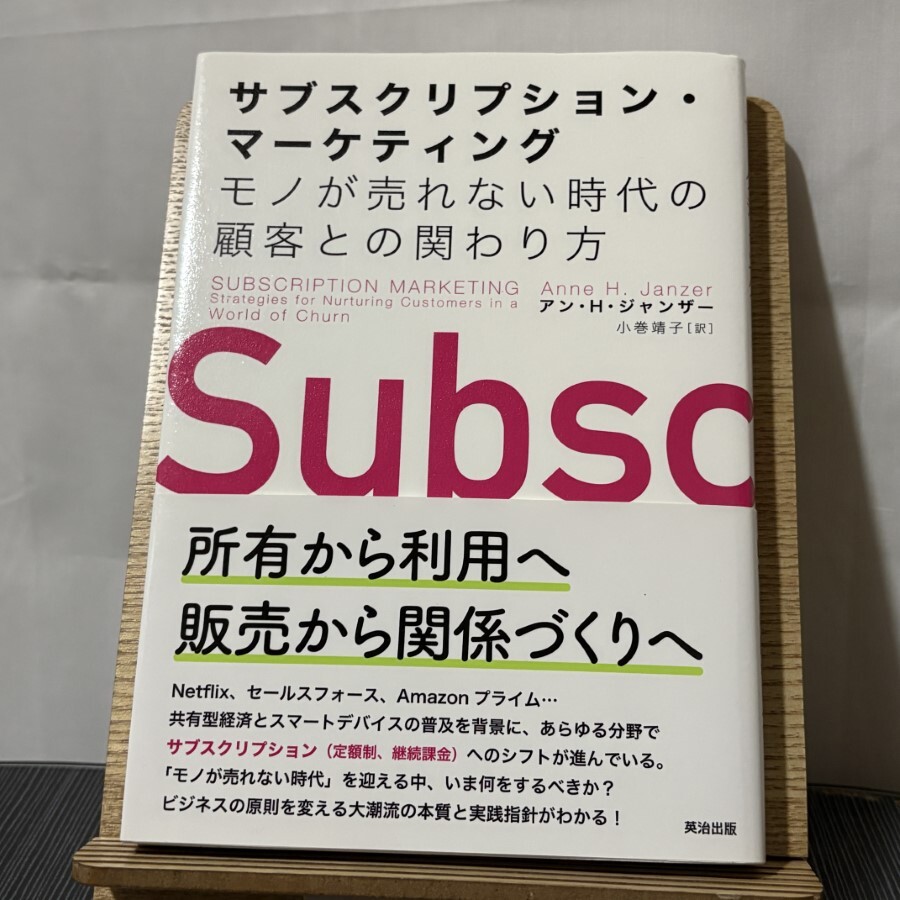 サブスクリプション・
マーケティング
モノが売れない時代の
顧客との関わり方
SUBSCRIPTION MARKETING
Strategies for Nurturing Customers in a
World of Churn
Anne H. Janzer
アン・H・ジャンザー
小巻靖子[訳]
Subsc
所有から利用へ
販売から関係づくりへ
Netflix、セールスフォース、Amazon プライム…
共有型経済とスマートデバイスの普及を背景に、あらゆる分野で
サブスクリプション（定額制、継続課金）へのシフトが進んでいる。
「モノが売れない時代」を迎える中、いま何をするべきか？
ビジネスの原則を変える大潮流の本質と実践指針がわかる！
英治出版